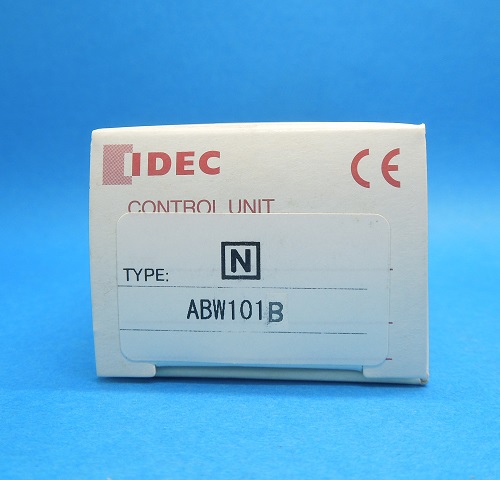 IDEC
CE
CONTROL UNIT
N
TYPE:
ABW101B